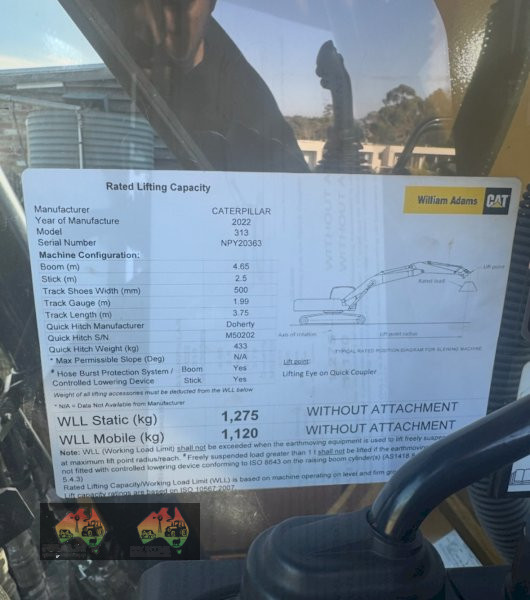 Rated Lifting Capacity
William Adams CAT
Manufacturer CATERPILLAR
Year of Manufacture 2022
Model 313
Serial Number NPY20363
Machine Configuration:
Boom (m) 4.65
Stick (m) 2.5
Track Shoes Width (mm) 500
Track Gauge (m) 1.99
Track Length (m) 3.75
Quick Hitch Manufacturer Doherty
Quick Hitch S/N. M50202
Quick Hitch Weight (kg) 433
* Max Permissible Slope (Deg) N/A
# Hose Burst Protection System / Boom Yes
Controlled Lowering Device Stick Yes
Weight of all lifting accessories must be deducted from the WLL below
* N/A = Data Not Available from Manufacturer
Lift point
Rated load
Axis of rotation
Lift point radius
TYPICAL RATED POSITION DIAGRAM FOR SLEWING MACHINE
Lift point:
Lifting Eye on Quick Coupler
WLL Static (kg) 1,275 WITHOUT ATTACHMENT
WLL Mobile (kg) 1,120 WITHOUT ATTACHMENT
Note: WLL (Working Load Limit) shall not be exceeded when the earthmoving equipment is used to lift freely susp
at maximum lift point radius/reach. # Freely suspended load greater than 1t shall not be lifted if the earthmoving
not fitted with controlled lowering device conforming to ISO 8643 on the raising boom cylinder(s) (AS1418.
5.4.3)
Rated Lifting Capacity/Working Load Limit (WLL) is based on machine operating on level and firm
Lift capacity ratings are based on ISO 10567:2007